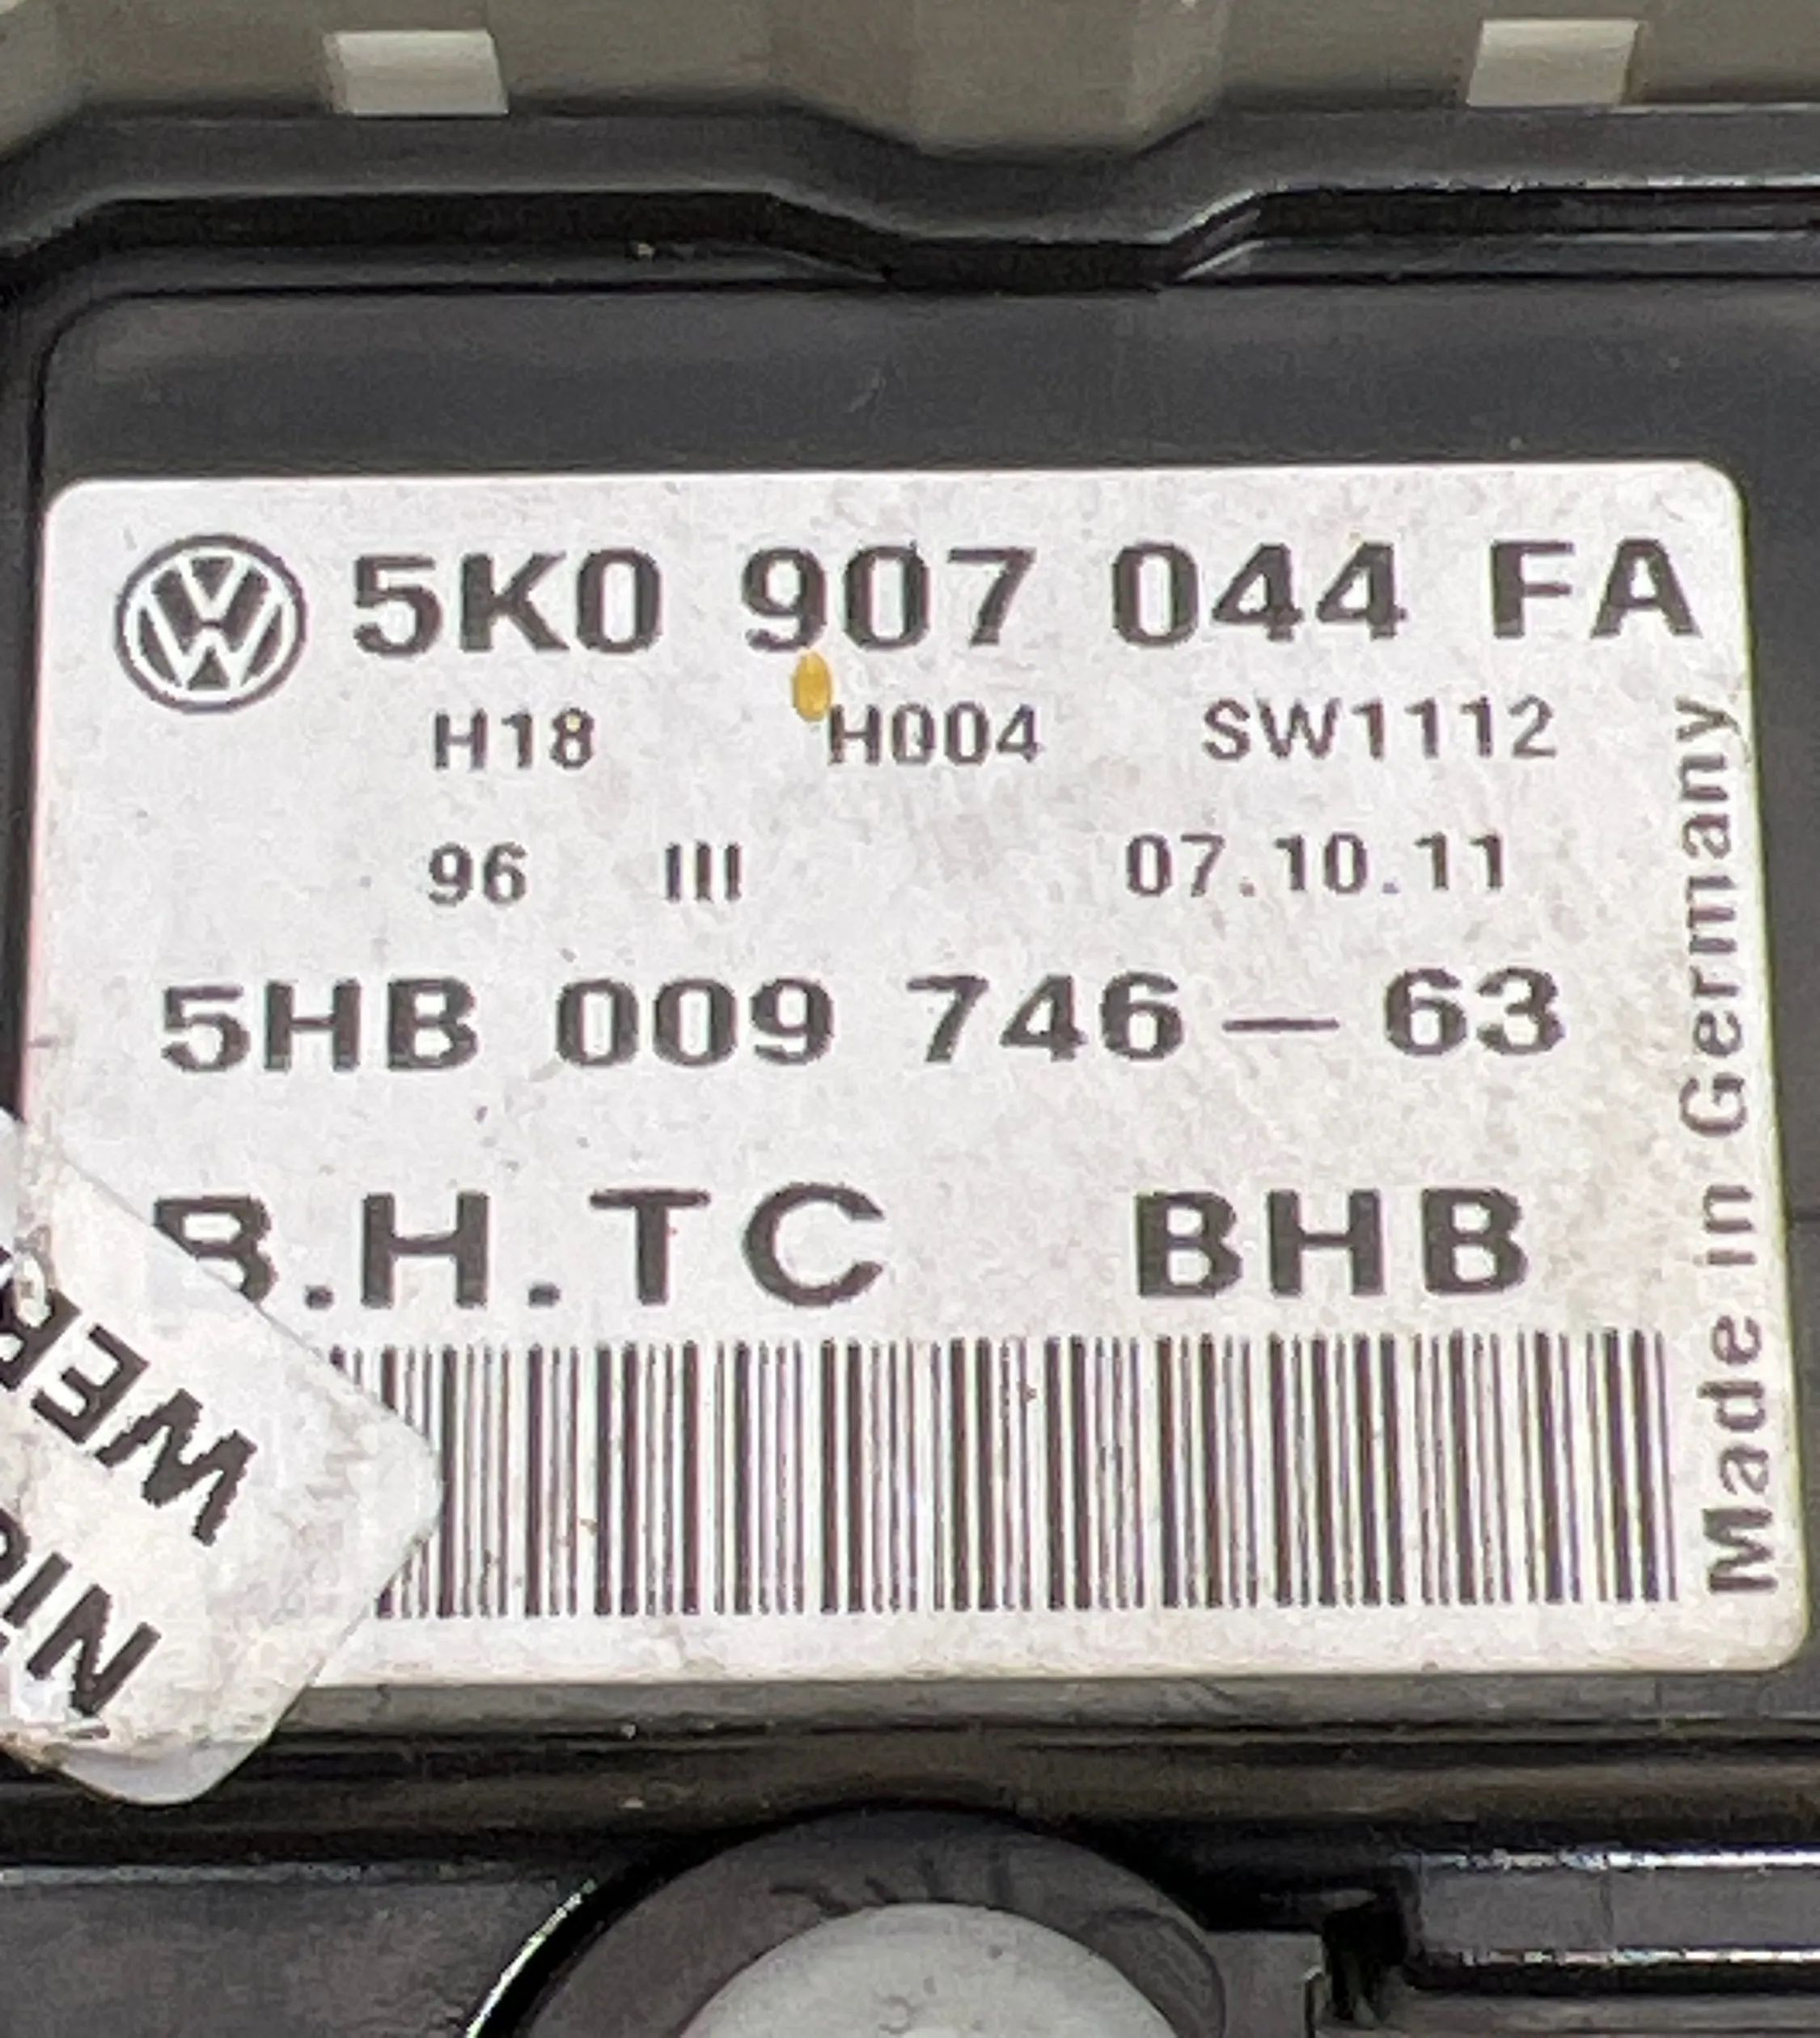 5K0 907 044 FA
H18 H004 SW1112
96 III 07.10.11
5HB 009 746-63
B.H.TC BHB
Made in Germany